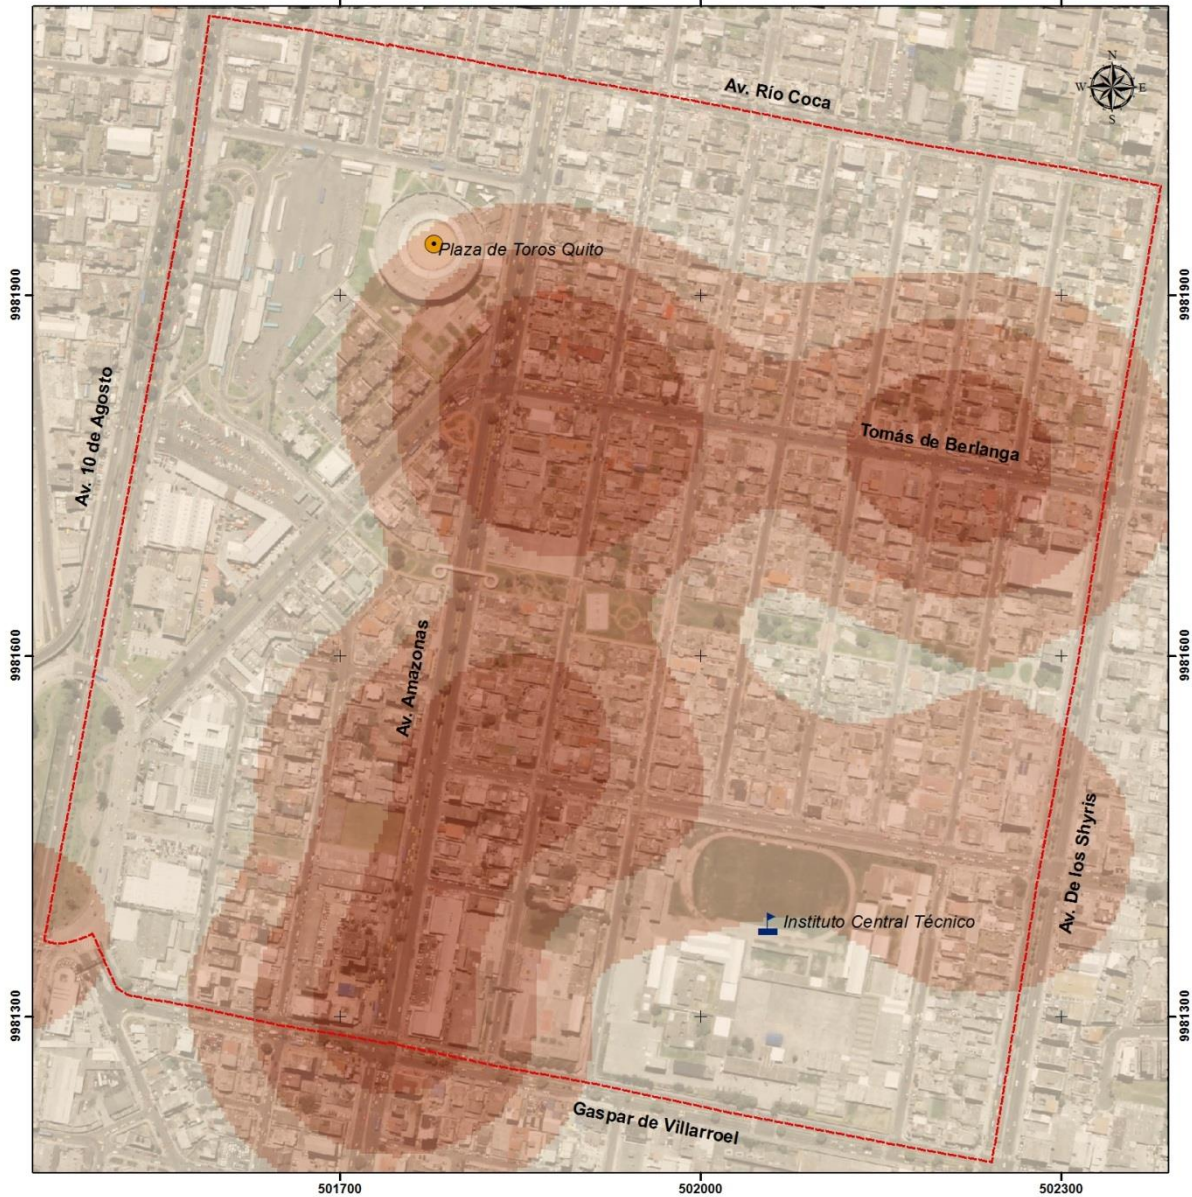 N
W E
S
Av. Río Coca
Plaza de Toros Quito
9981900
9981900
Av. 10 de Agosto
Tomás de Berlanga
9981600
9981600
Av. Amazonas
Av. De los Shyris
Instituto Central Técnico
9981300
9981300
Gaspar de Villarroel
501700
502000
502300